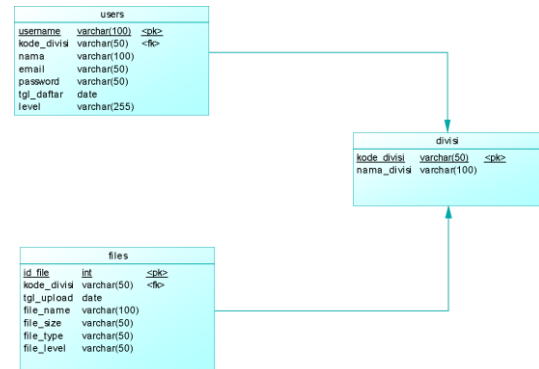 users
username varchar(100) <pk>
kode_divisi varchar(50) <fk>
nama varchar(100)
email varchar(50)
password varchar(50)
tgl_daftar date
level varchar(255)
divisi
kode_divisi varchar(50) <pk>
nama_divisi varchar(100)
files
id_file int <pk>
kode_divisi varchar(50) <fk>
tgl_upload date
file_name varchar(100)
file_size varchar(50)
file_type varchar(50)
file_level varchar(50)